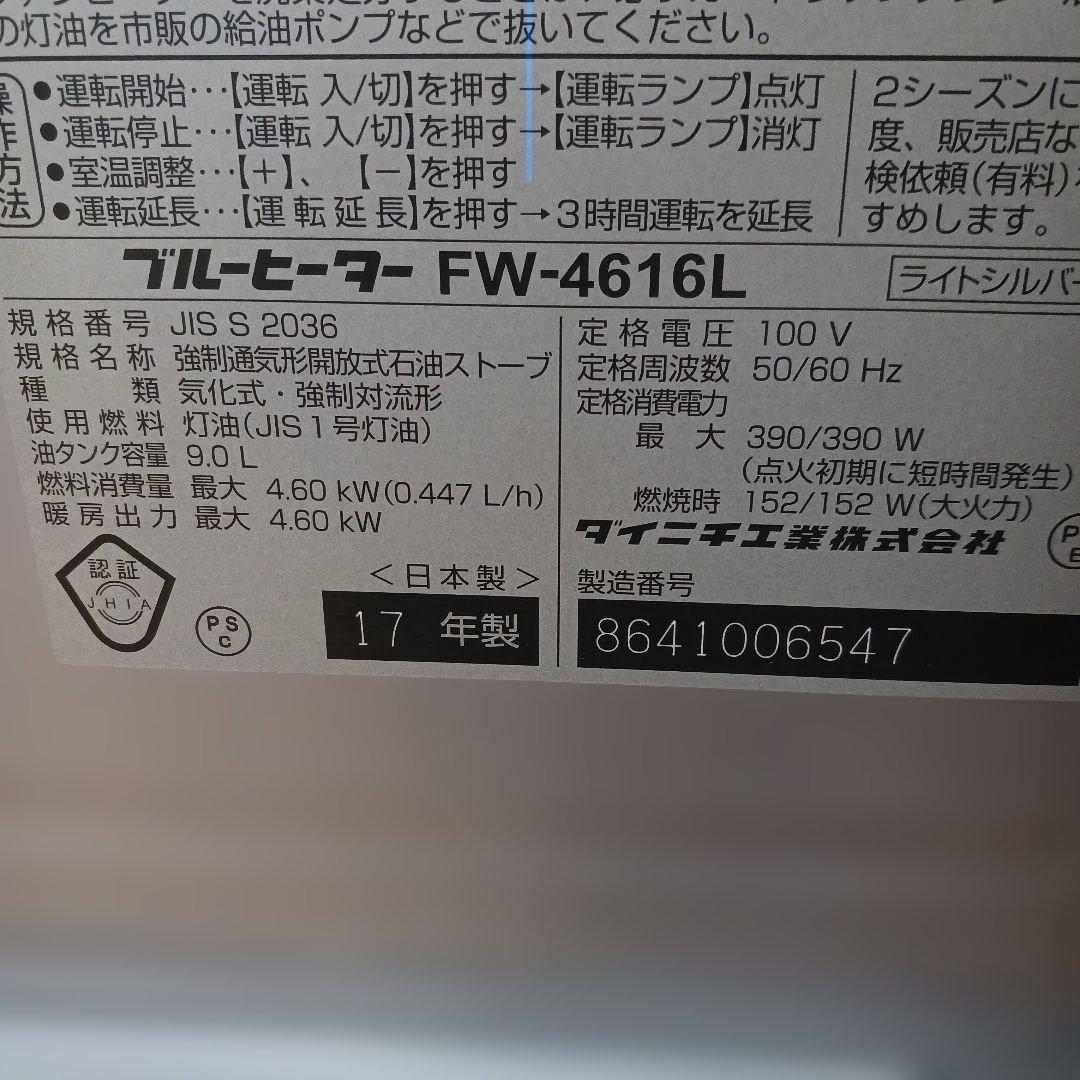 の灯油を市販の給油ポンプなどで抜いてください。
操作方法
●運転開始…【運転 入/切】を押す→【運転ランプ】点灯
●運転停止…【運転 入/切】を押す→【運転ランプ】消灯
●室温調整…【＋】、【－】を押す
●運転延長…【運転延長】を押す→3時間運転を延長
2シーズンに
度、販売店な
検依頼(有料)
すめします。
ブルーヒーター FW-4616L
ライトシルバー
規格番号 JIS S 2036
規格名称 強制通気形開放式石油ストーブ
種類 気化式・強制対流形
使用燃料 灯油(JIS1号灯油)
油タンク容量 9.0 L
燃料消費量 最大 4.60 kW(0.447 L/h)
暖房出力 最大 4.60 kW
認証
JHIA
PS
C
<日本製>
17 年製
定格電圧 100 V
定格周波数 50/60 Hz
定格消費電力
最大 390/390 W
(点火初期に短時間発生)
燃焼時 152/152 W(大火力)
ダイニチ工業株式会社
P
E
製造番号
8641006547